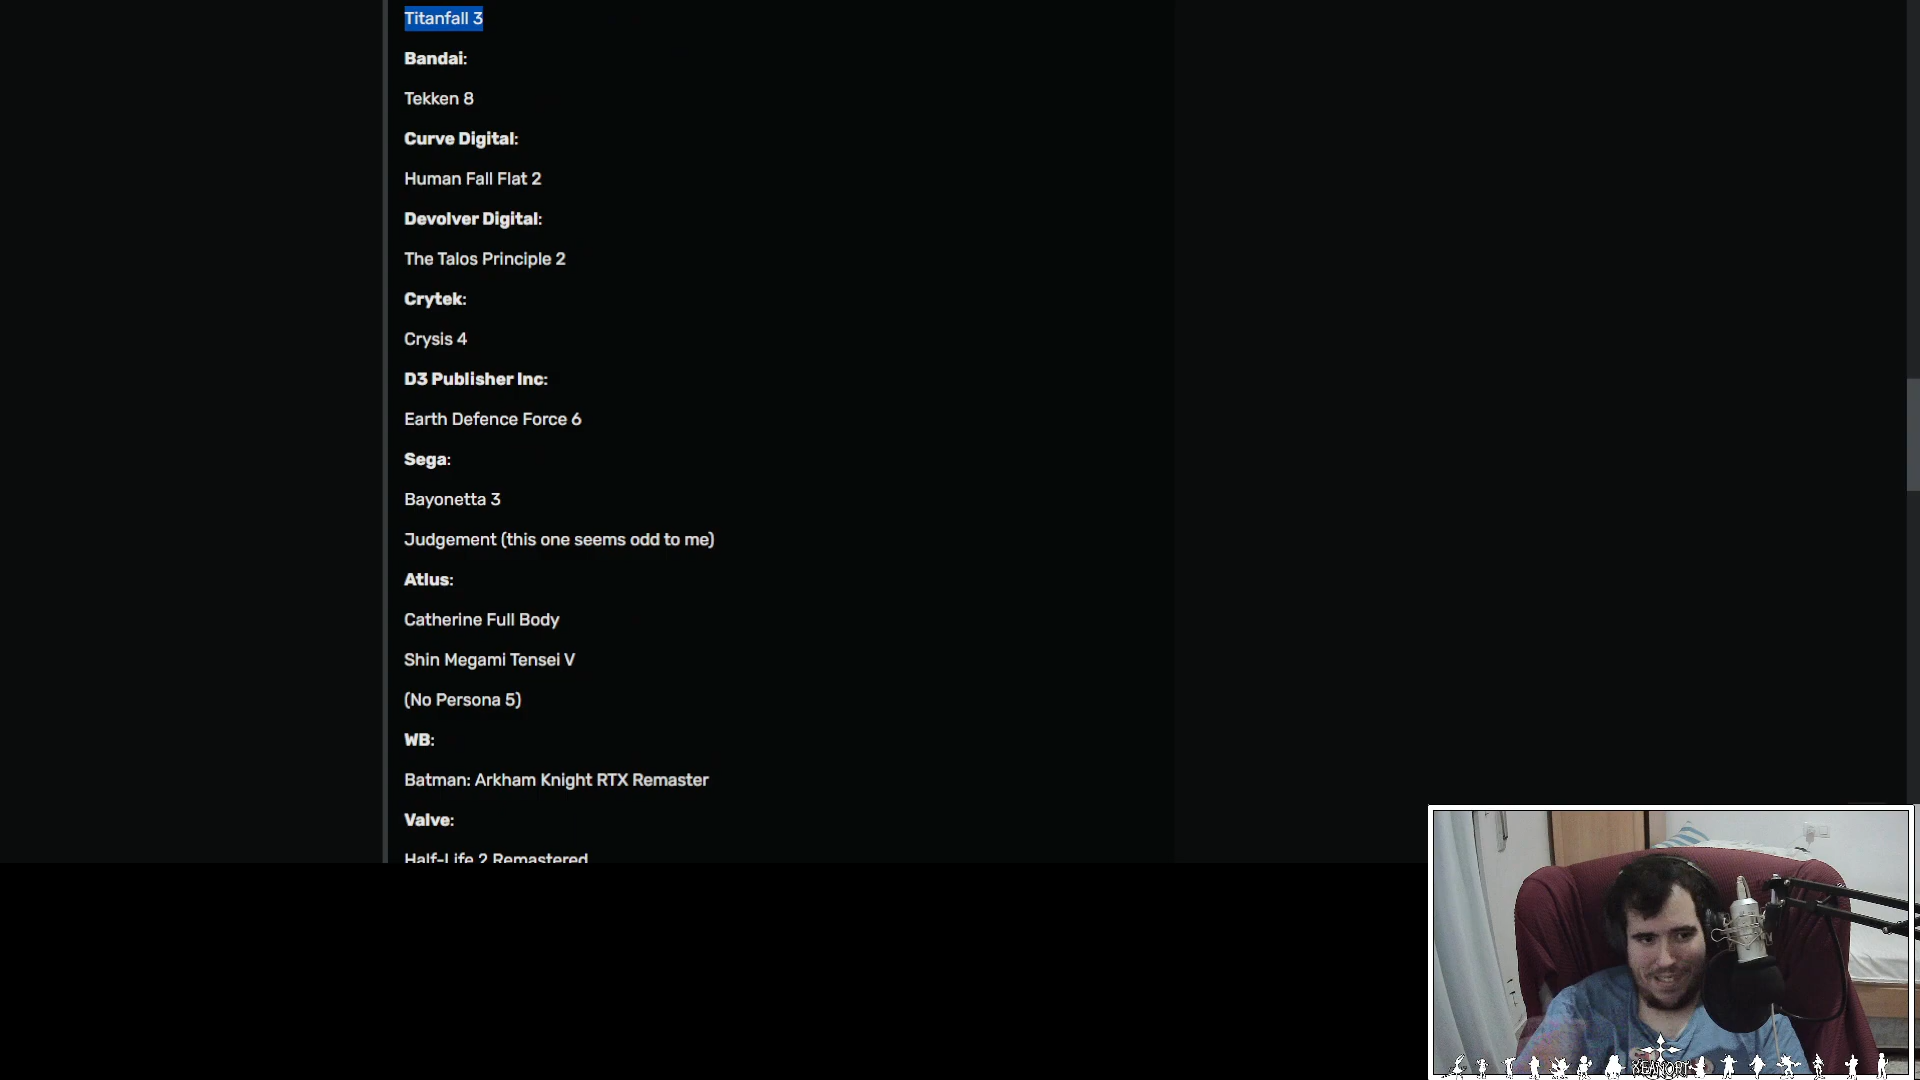 Titanfall 3
Bandai:
Tekken 8
Curve Digital:
Human Fall Flat 2
Devolver Digital:
The Talos Principle 2
Crytek:
Crysis 4
D3 Publisher Inc:
Earth Defence Force 6
Sega:
Bayonetta 3
Judgement (this one seems odd to me)
Atlus:
Catherine Full Body
Shin Megami Tensei V
(No Persona 5)
WB:
Batman: Arkham Knight RTX Remaster
Valve:
Half-Life 2 Remastered
XEANORT